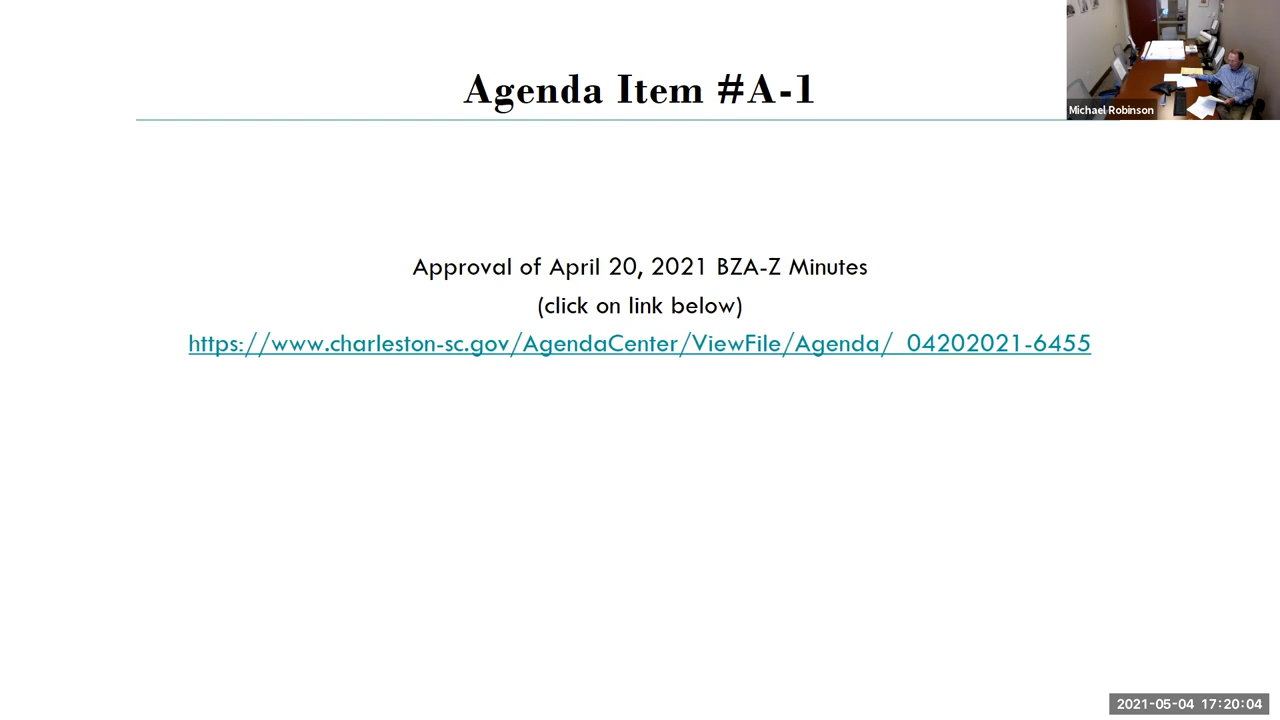 Agenda Item #A-1
Michael Robinson
Approval of April 20, 2021 BZA-Z Minutes
(click on link below)
https://www.charleston-sc.gov/AgendaCenter/ViewFile/Agenda/_04202021-6455
2021-05-04 17:20:04